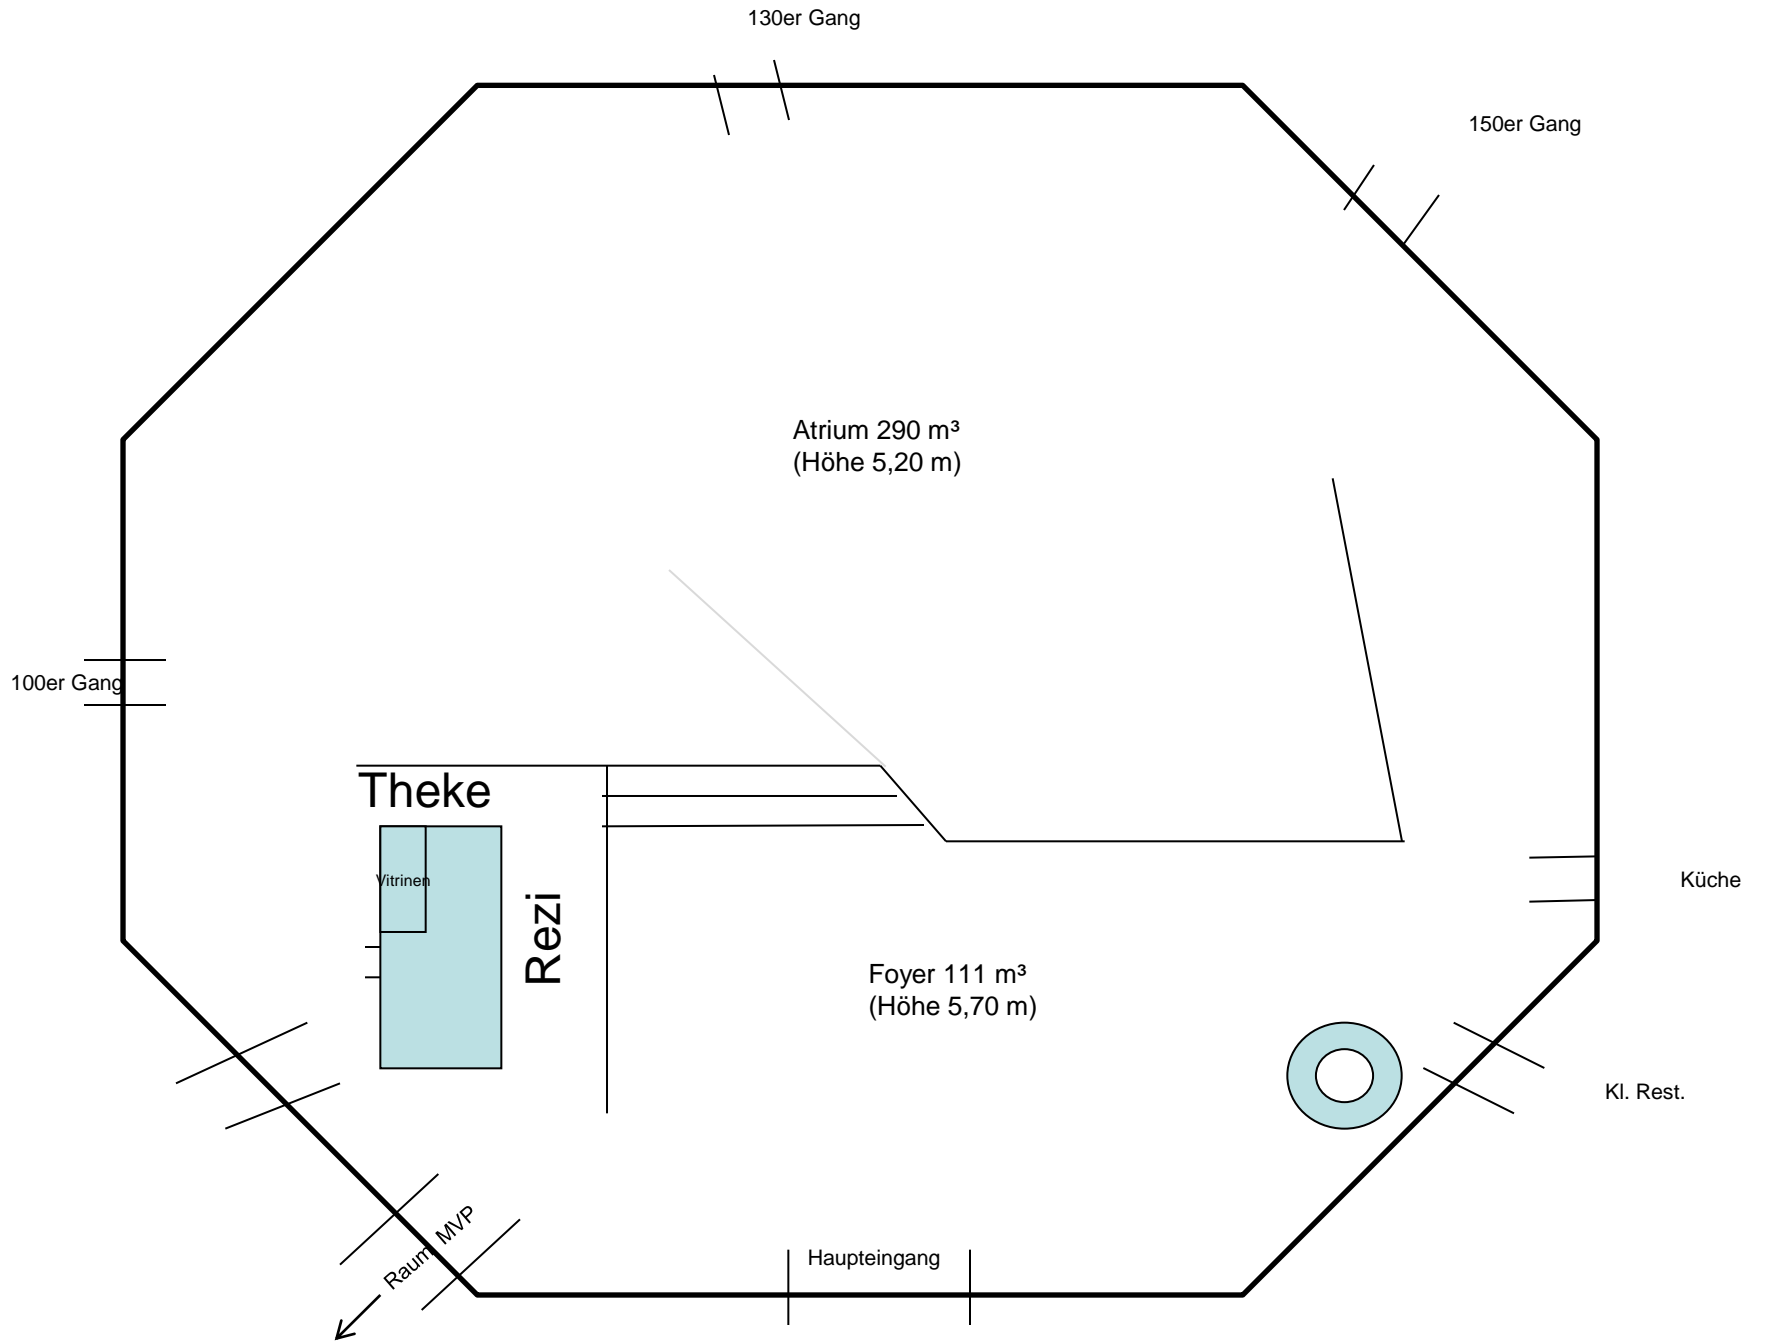 130er Gang
150er Gang
Atrium 290 m³
(Höhe 5,20 m)
100er Gang
Theke
Vitrinen
Rezi
Küche
Foyer 111 m³
(Höhe 5,70 m)
Kl. Rest.
Raum MVP
Haupteingang